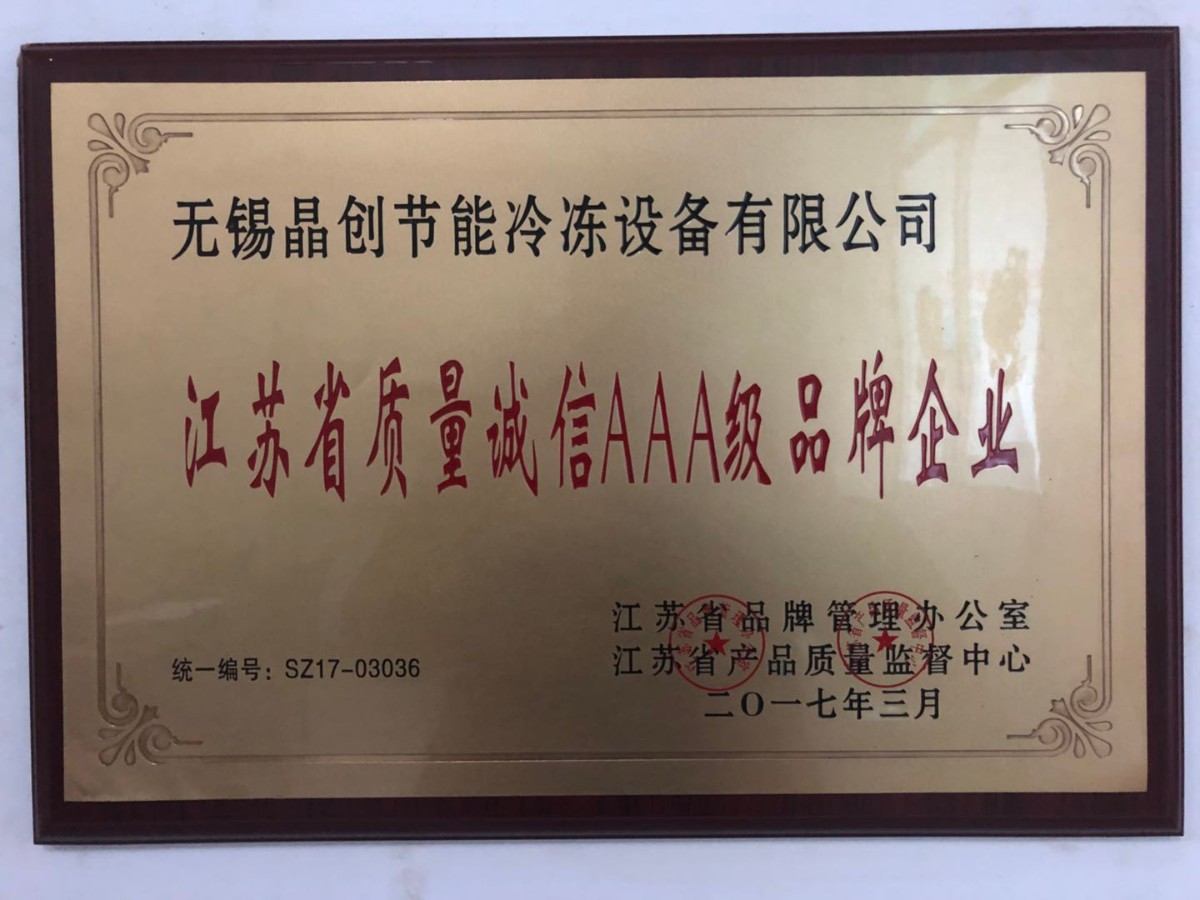 无锡晶创节能冷冻设备有限公司
江苏省质量诚信AAA级品牌企业
江苏省品牌管理办公室
江苏省产品质量监督中心
二〇一七年三月
统一编号：SZ17-03036